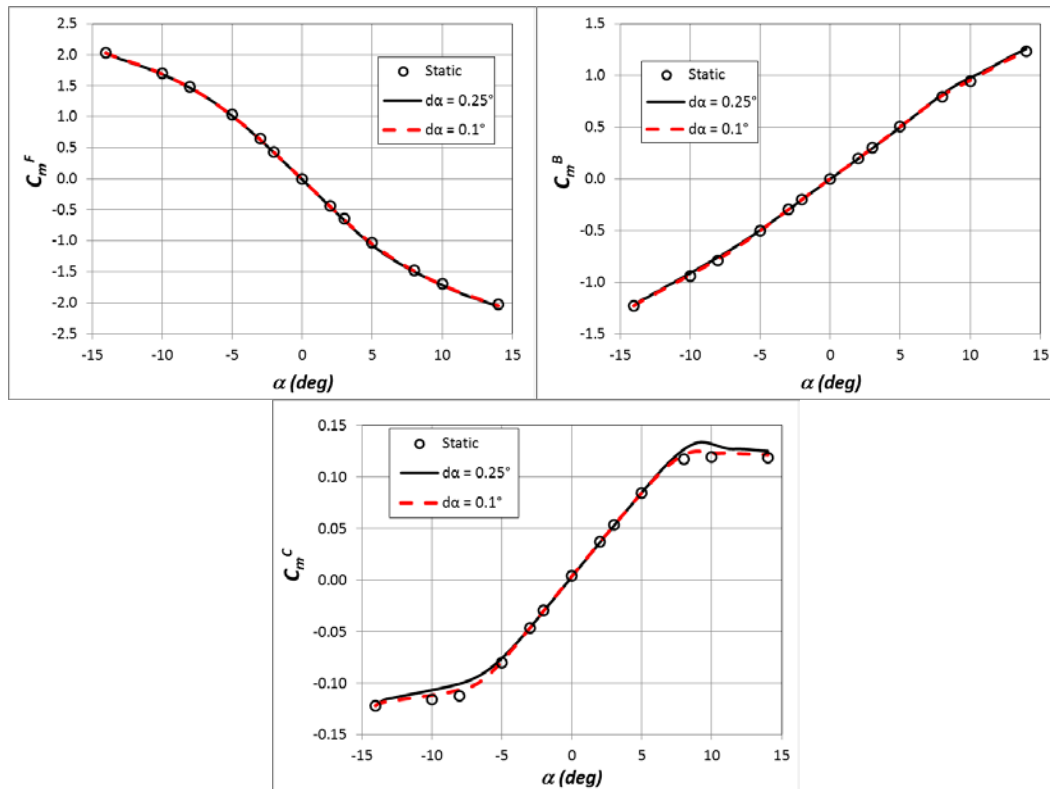 2.5
2.0
1.5
1.0
0.5
0.0
-0.5
-1.0
-1.5
-2.0
-2.5
C_m^F
Static
dα = 0.25°
dα = 0.1°
-15 -10 -5 0 5 10 15
α (deg)
1.5
1.0
0.5
0.0
-0.5
-1.0
-1.5
C_m^B
Static
dα = 0.25°
dα = 0.1°
-15 -10 -5 0 5 10 15
α (deg)
0.15
0.10
0.05
0.00
-0.05
-0.10
-0.15
C_m^C
Static
dα = 0.25°
dα = 0.1°
-15 -10 -5 0 5 10 15
α (deg)